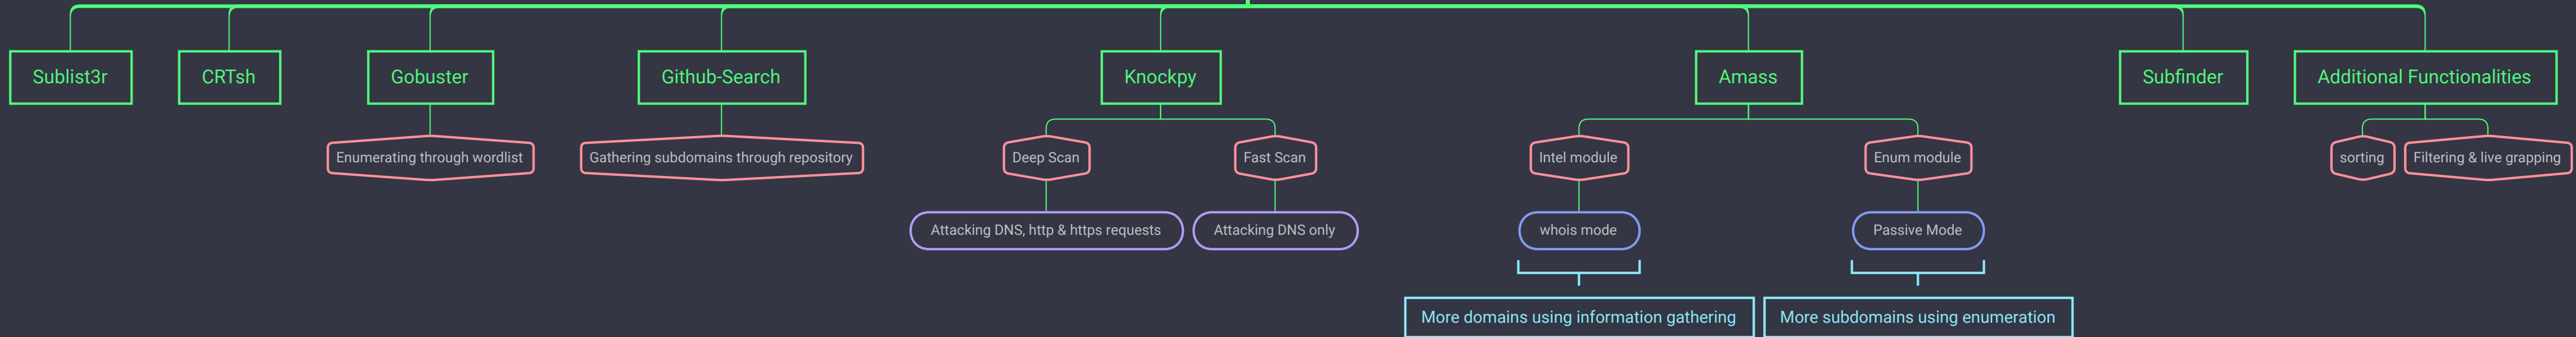 Sublist3r
CRTsh
Gobuster
Github-Search
Knockpy
Amass
Subfinder
Additional Functionalities
Enumerating through wordlist
Gathering subdomains through repository
Deep Scan
Fast Scan
Intel module
Enum module
sorting
Filtering & live grapping
Attacking DNS, http & https requests
Attacking DNS only
whois mode
Passive Mode
More domains using information gathering
More subdomains using enumeration